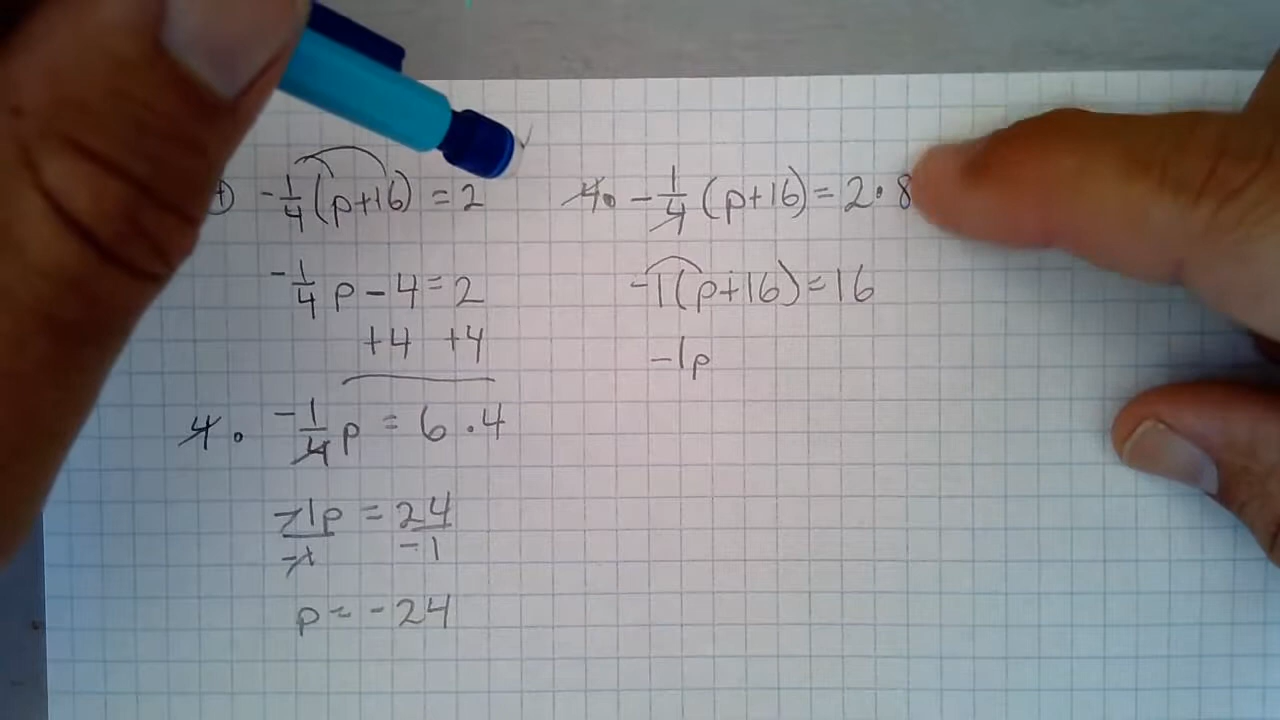 -1/4(p+16) = 2
-1/4 p - 4 = 2
+4 +4
4 · -1/4 p = 6 · 4
-1p = 24
-1 -1
p = -24
4 · -1/4 (p+16) = 2 · 8
-1(p+16) = 16
-1p